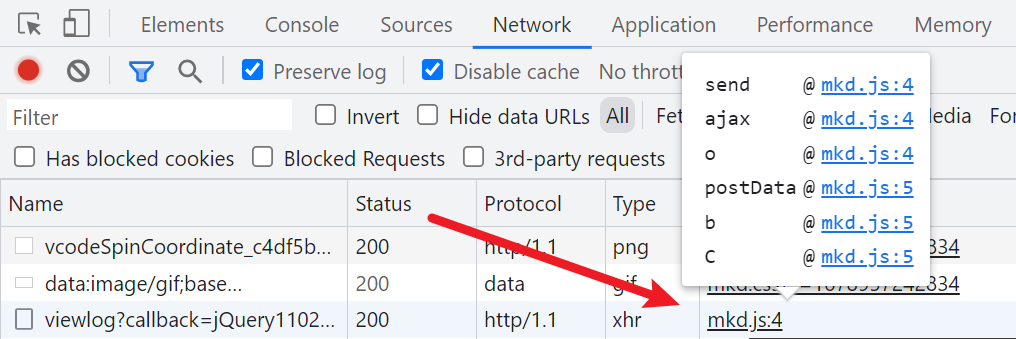 Elements Console Sources Network Application Performance Memory
Preserve log Disable cache No thrott
Filter Invert Hide data URLs All Fet edia For
Has blocked cookies Blocked Requests 3rd-party requests
send @ mkd.js:4
ajax @ mkd.js:4
o @ mkd.js:4
postData @ mkd.js:5
b @ mkd.js:5
C @ mkd.js:5
Name Status Protocol Type
vcodeSpinCoordinate_c4df5b... 200 http/1.1 png 834
data:image/gif;base... 200 data gif mkd.css?=1678957242834
viewlog?callback=jQuery1102... 200 http/1.1 xhr mkd.js:4